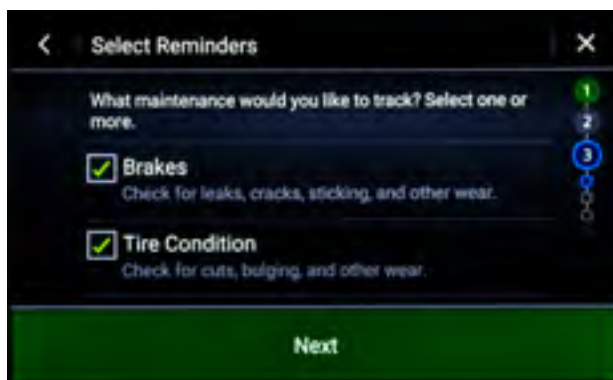 Select Reminders
What maintenance would you like to track? Select one or
more.
1
2
3
Brakes
Check for leaks, cracks, sticking, and other wear.
Tire Condition
Check for cuts, bulging, and other wear.
Next